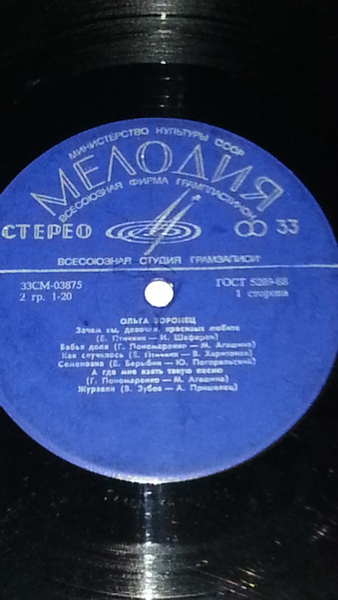 МИНИСТЕРСТВО КУЛЬТУРЫ СССР
МЕЛОДИЯ
ВСЕСОЮЗНАЯ ФИРМА ГРАМПЛАСТИНОК
СТЕРЕО 33
ВСЕСОЮЗНАЯ СТУДИЯ ГРАМЗАПИСИ
33СМ-03875 ГОСТ 5289-68
2 гр. 1-20 1 сторона
ОЛЬГА ВОРОНЕЦ
Зачем вы, девочки, красивых любите
(Е. Птичкин — И. Шаферан)
Бабья доля (Г. Пономаренко — М. Агашина)
Как случилось (Е. Птичкин — В. Харитонов)
Семеновна (Е. Барыбин — Ю. Погорельский)
А где мне взять такую песню
(Г. Пономаренко — М. Агашина)
Журавли (В. Зубов — А. Пришелец)